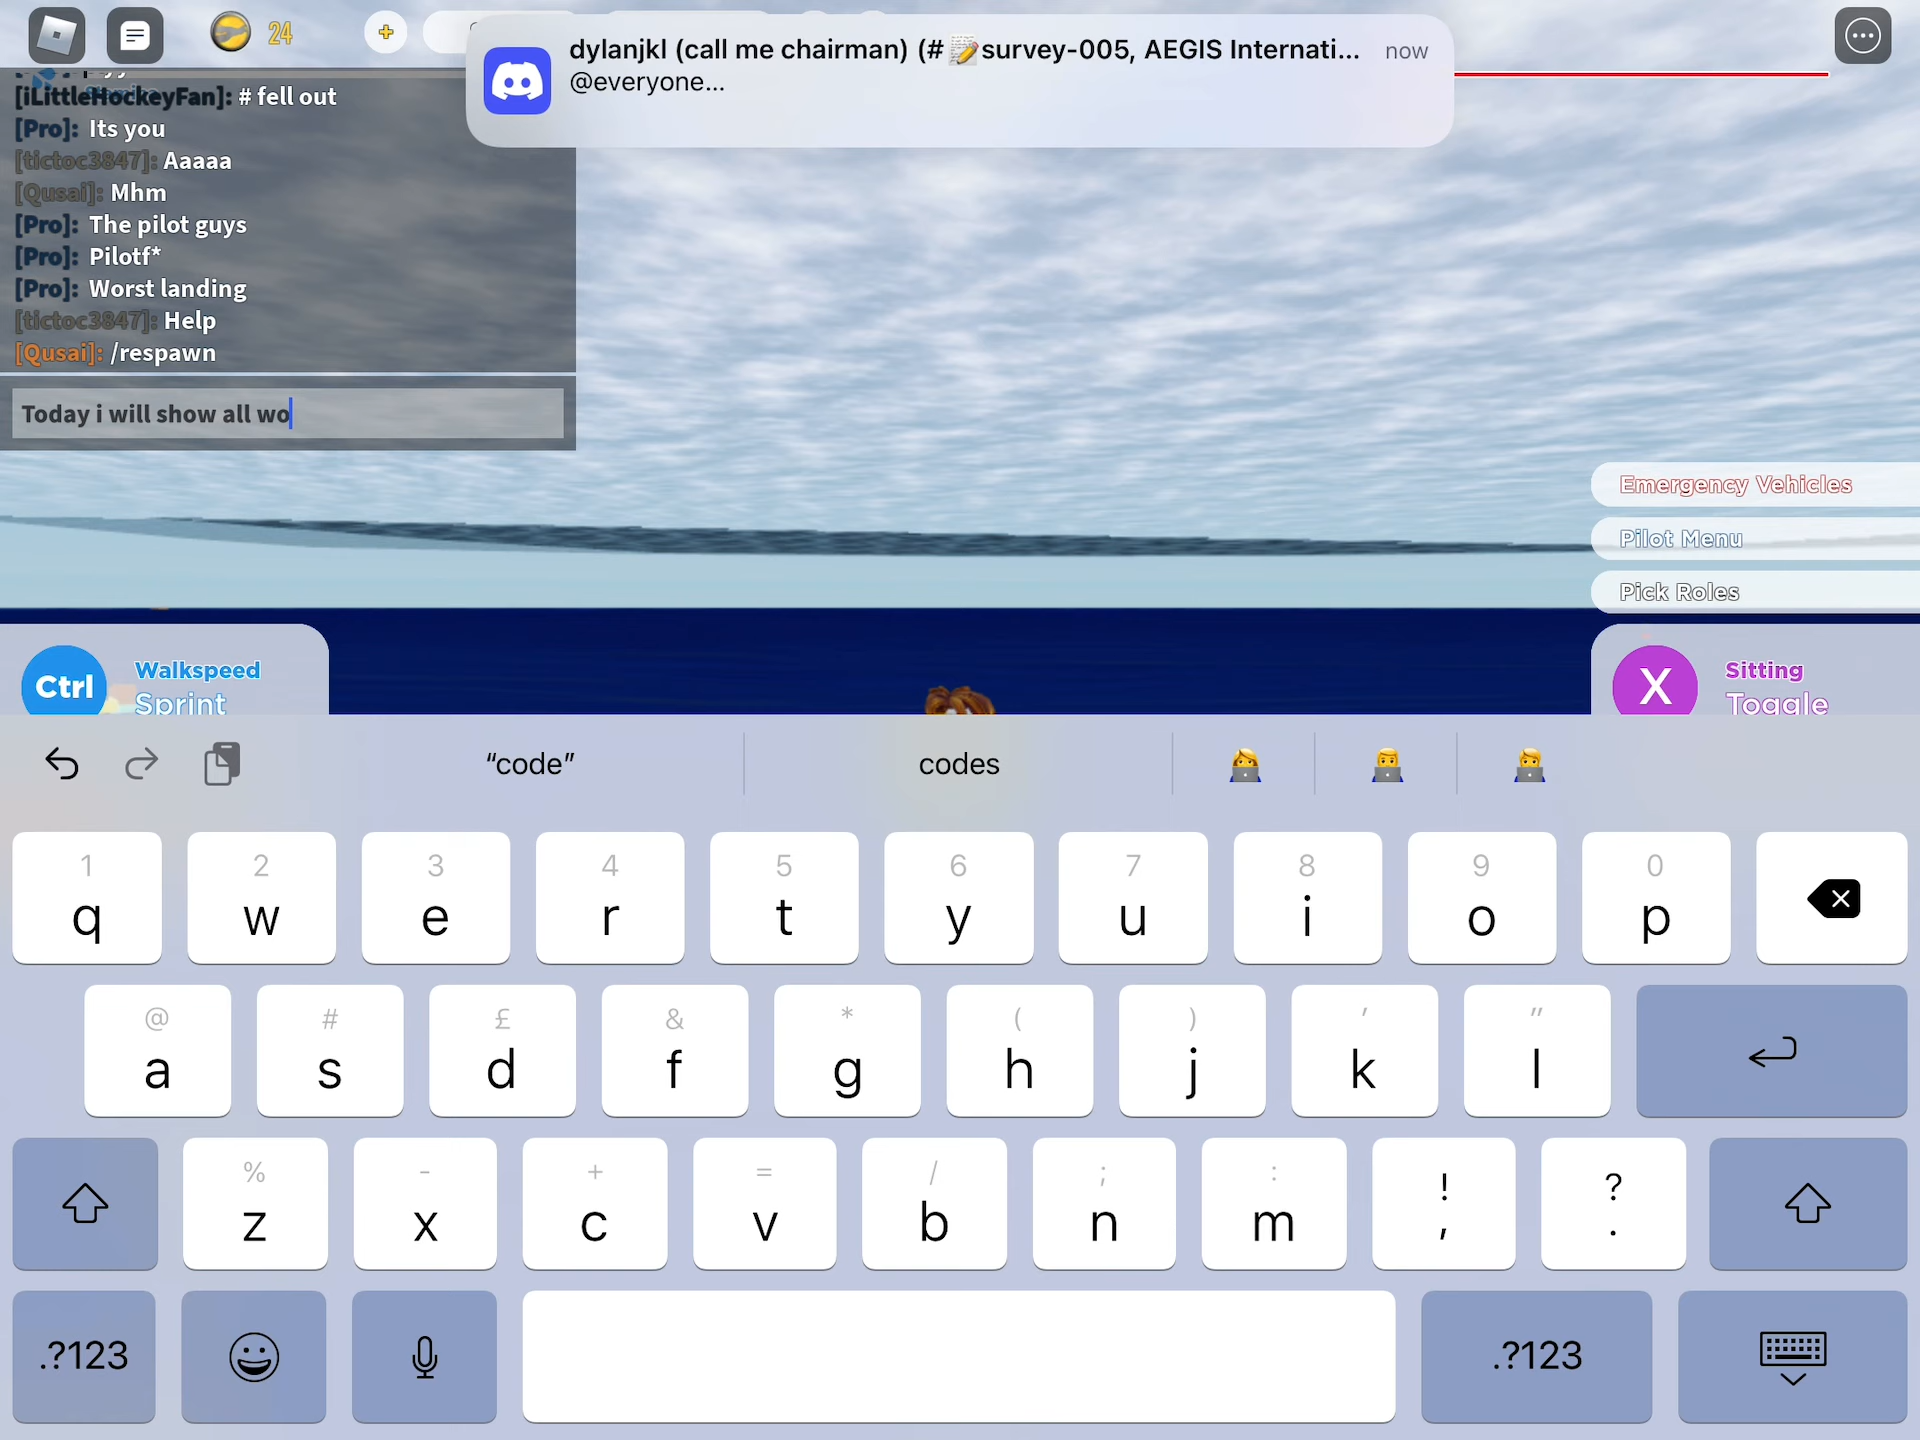 24
dylanjkl (call me chairman) (#📝survey-005, AEGIS Internati... now
@everyone...
[iLittleHockeyFan]: # fell out
[Pro]: Its you
[tictoc3847]: Aaaaa
[Qusai]: Mhm
[Pro]: The pilot guys
[Pro]: Pilotf*
[Pro]: Worst landing
[tictoc3847]: Help
[Qusai]: /respawn
Today i will show all wo
Emergency Vehicles
Pilot Menu
Pick Roles
Ctrl Walkspeed
Sprint
X Sitting
Toggle
“code” codes
1 2 3 4 5 6 7 8 9 0
q w e r t y u i o p
@ # £ & * ( ) ' "
a s d f g h j k l
% - + = / ; : ! ?
z x c v b n m , .
.?123 .?123